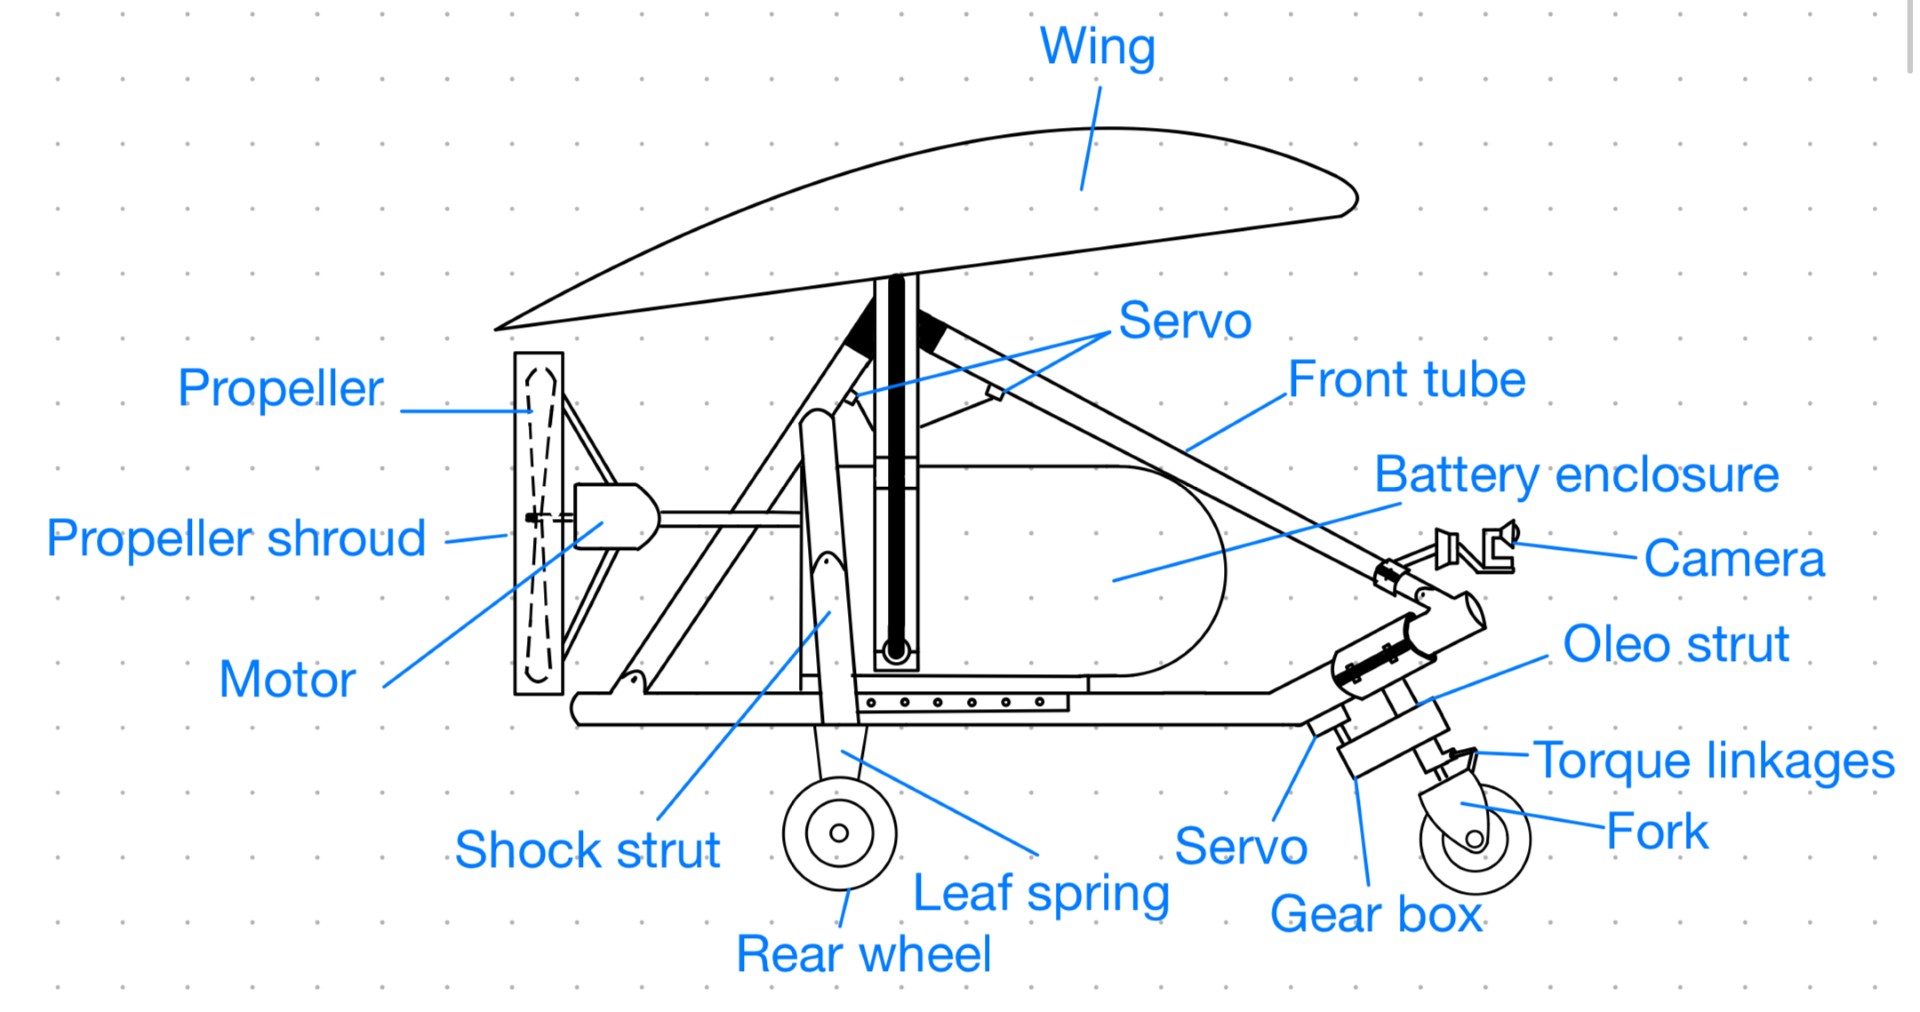 Wing
Servo
Propeller
Front tube
Battery enclosure
Propeller shroud
Camera
Oleo strut
Motor
Torque linkages
Fork
Shock strut
Servo
Leaf spring
Gear box
Rear wheel